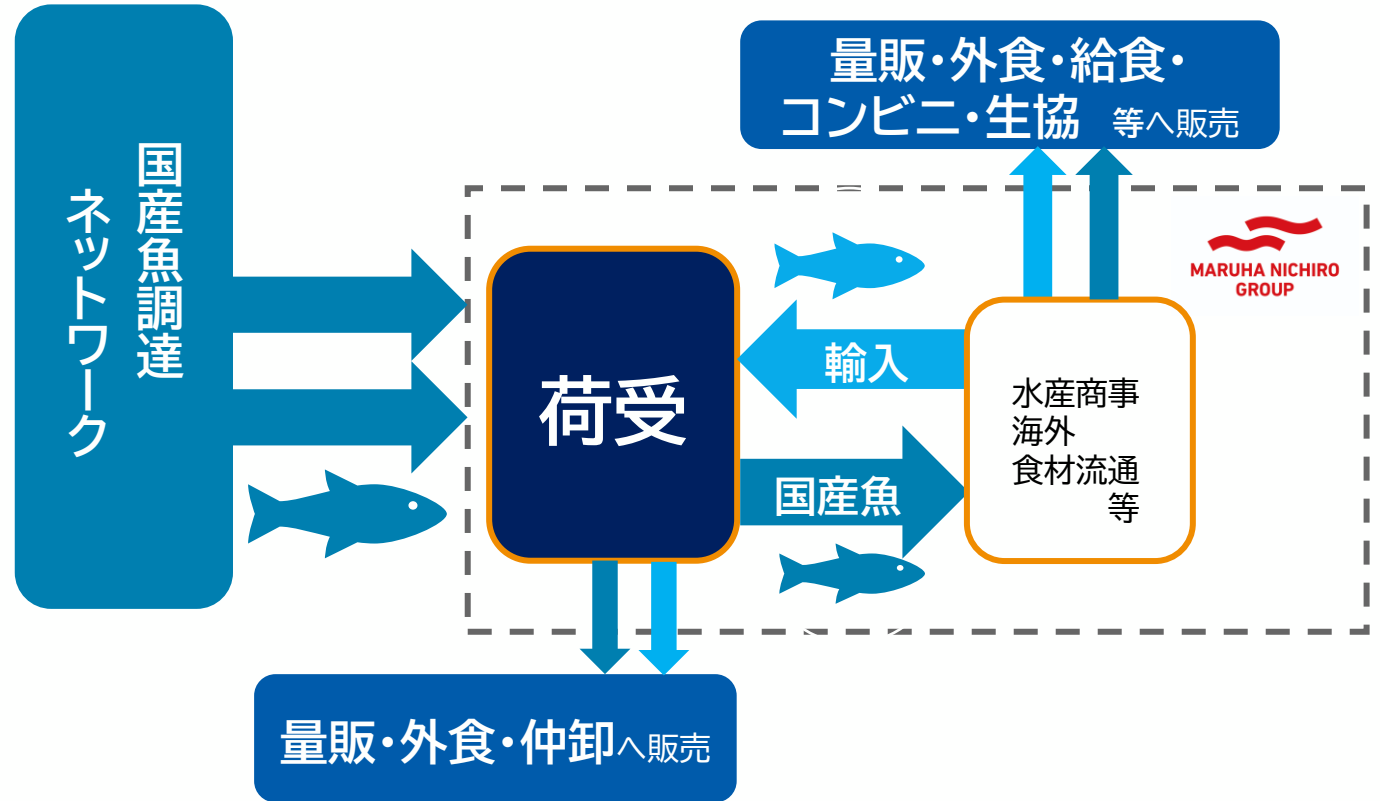 国産魚調達
ネットワーク
量販・外食・給食・
コンビニ・生協 等へ販売
MARUHA NICHIRO
GROUP
荷受
輸入
国産魚
水産商事
海外
食材流通
等
量販・外食・仲卸へ販売